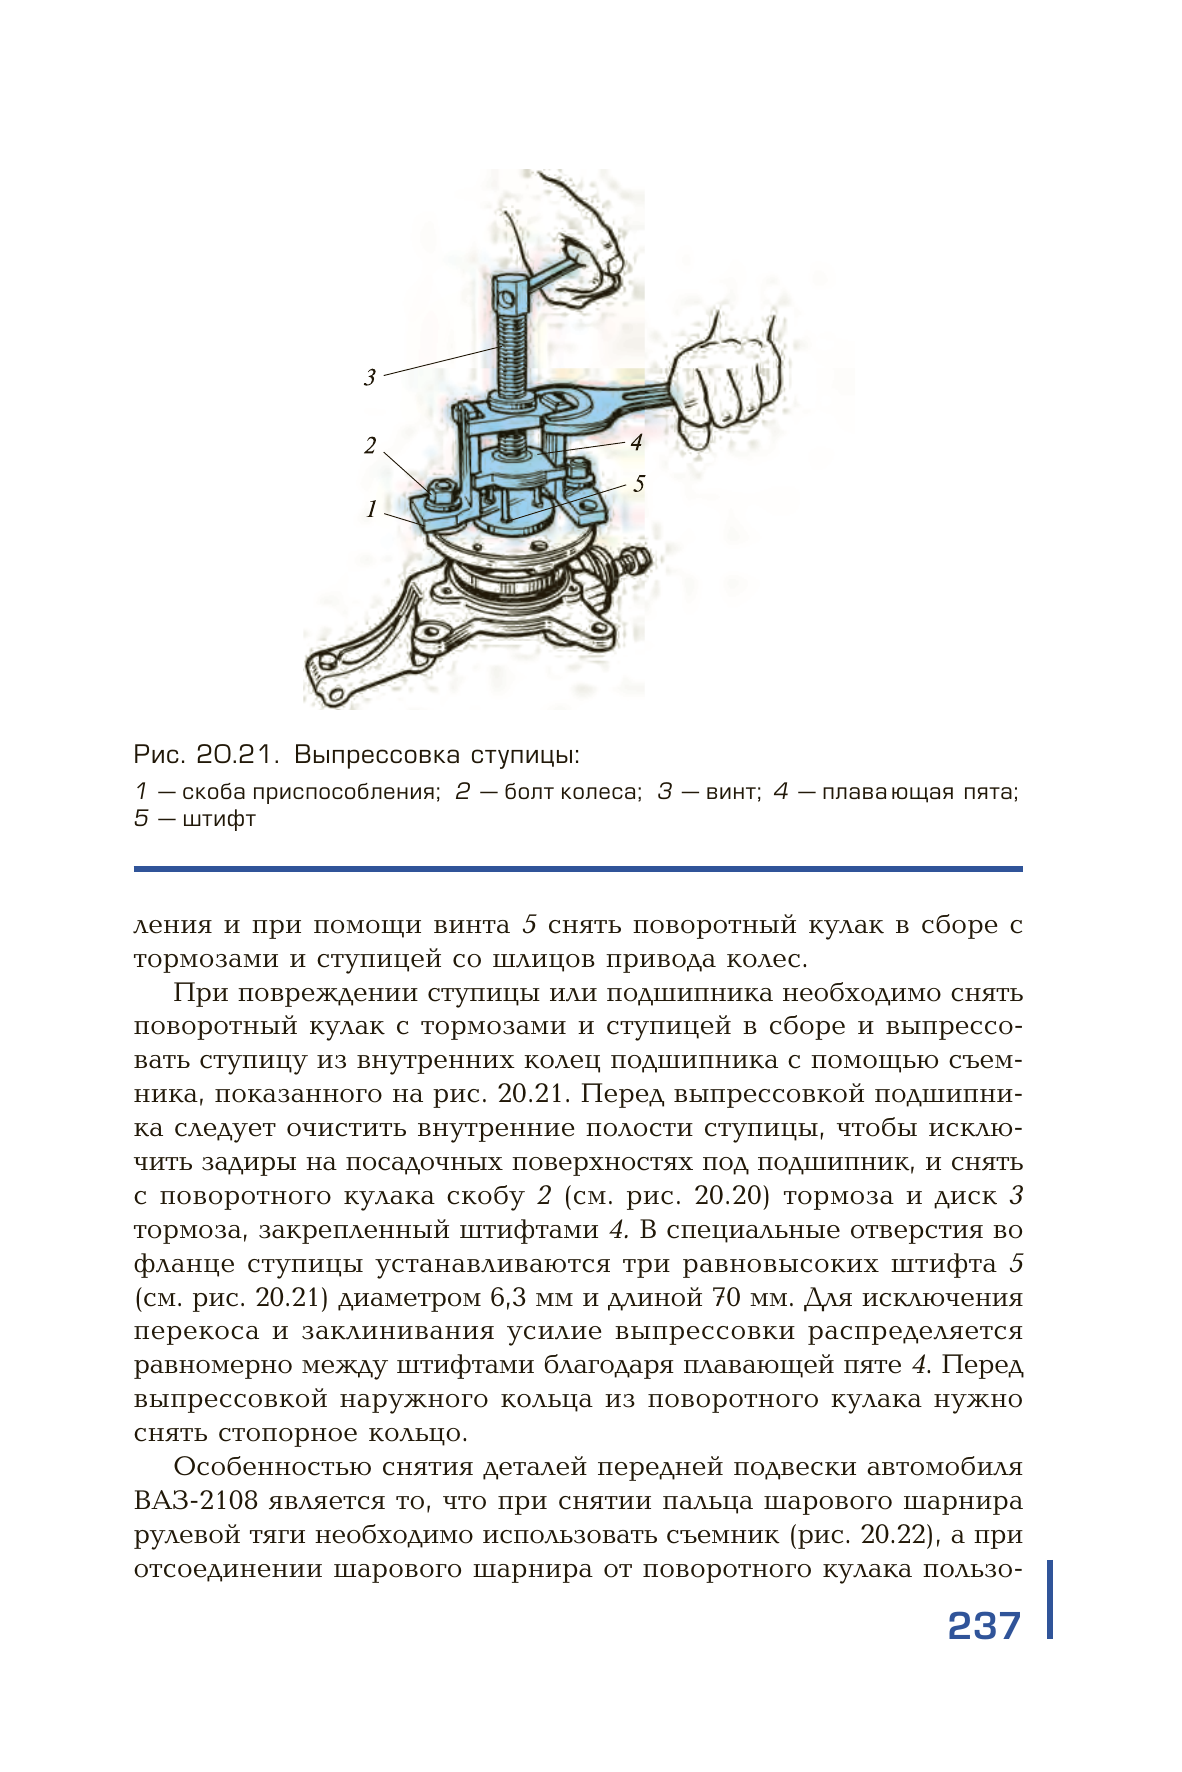 3
2
4
5
1
Рис. 20.21. Выпрессовка ступицы:
1 — скоба приспособления; 2 — болт колеса; 3 — винт; 4 — плавающая пята;
5 — штифт
ления и при помощи винта 5 снять поворотный кулак в сборе с
тормозами и ступицей со шлицов привода колес.
При повреждении ступицы или подшипника необходимо снять
поворотный кулак с тормозами и ступицей в сборе и выпрессо-
вать ступицу из внутренних колец подшипника с помощью съем-
ника, показанного на рис. 20.21. Перед выпрессовкой подшипни-
ка следует очистить внутренние полости ступицы, чтобы исклю-
чить задиры на посадочных поверхностях под подшипник, и снять
с поворотного кулака скобу 2 (см. рис. 20.20) тормоза и диск 3
тормоза, закрепленный штифтами 4. В специальные отверстия во
фланце ступицы устанавливаются три равновысоких штифта 5
(см. рис. 20.21) диаметром 6,3 мм и длиной 70 мм. Для исключения
перекоса и заклинивания усилие выпрессовки распределяется
равномерно между штифтами благодаря плавающей пяте 4. Перед
выпрессовкой наружного кольца из поворотного кулака нужно
снять стопорное кольцо.
Особенностью снятия деталей передней подвески автомобиля
ВАЗ-2108 является то, что при снятии пальца шарового шарнира
рулевой тяги необходимо использовать съемник (рис. 20.22), а при
отсоединении шарового шарнира от поворотного кулака пользо-
237